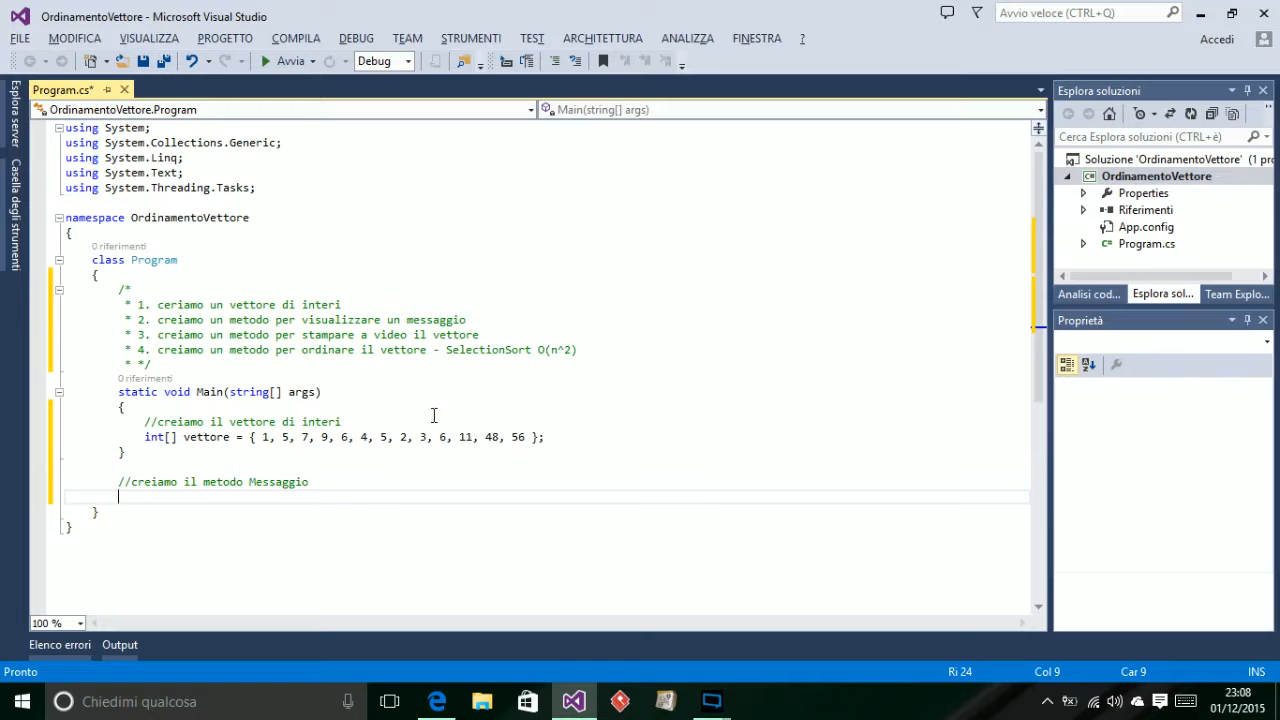 OrdinamentoVettore - Microsoft Visual Studio
Avvio veloce (CTRL+Q)
FILE MODIFICA VISUALIZZA PROGETTO COMPILA DEBUG TEAM STRUMENTI TEST ARCHITETTURA ANALIZZA FINESTRA ?
Accedi
Avvia
Debug
Program.cs*
OrdinamentoVettore.Program
Main(string[] args)
Esplora server
Casella degli strumenti
using System;
using System.Collections.Generic;
using System.Linq;
using System.Text;
using System.Threading.Tasks;
namespace OrdinamentoVettore
{
0 riferimenti
class Program
{
/*
* 1. ceriamo un vettore di interi
* 2. creiamo un metodo per visualizzare un messaggio
* 3. creiamo un metodo per stampare a video il vettore
* 4. creiamo un metodo per ordinare il vettore - SelectionSort O(n^2)
* */
0 riferimenti
static void Main(string[] args)
{
//creiamo il vettore di interi
int[] vettore = { 1, 5, 7, 9, 6, 4, 5, 2, 3, 6, 11, 48, 56 };
}
//creiamo il metodo Messaggio
}
}
100 %
Esplora soluzioni
Cerca Esplora soluzioni (CTRL+è)
Soluzione 'OrdinamentoVettore' (1 pr
OrdinamentoVettore
Properties
Riferimenti
App.config
Program.cs
Analisi cod... Esplora sol... Team Explo...
Proprietà
Elenco errori Output
Pronto
Ri 24 Col 9 Car 9 INS
Chiedimi qualcosa
23:08
01/12/2015